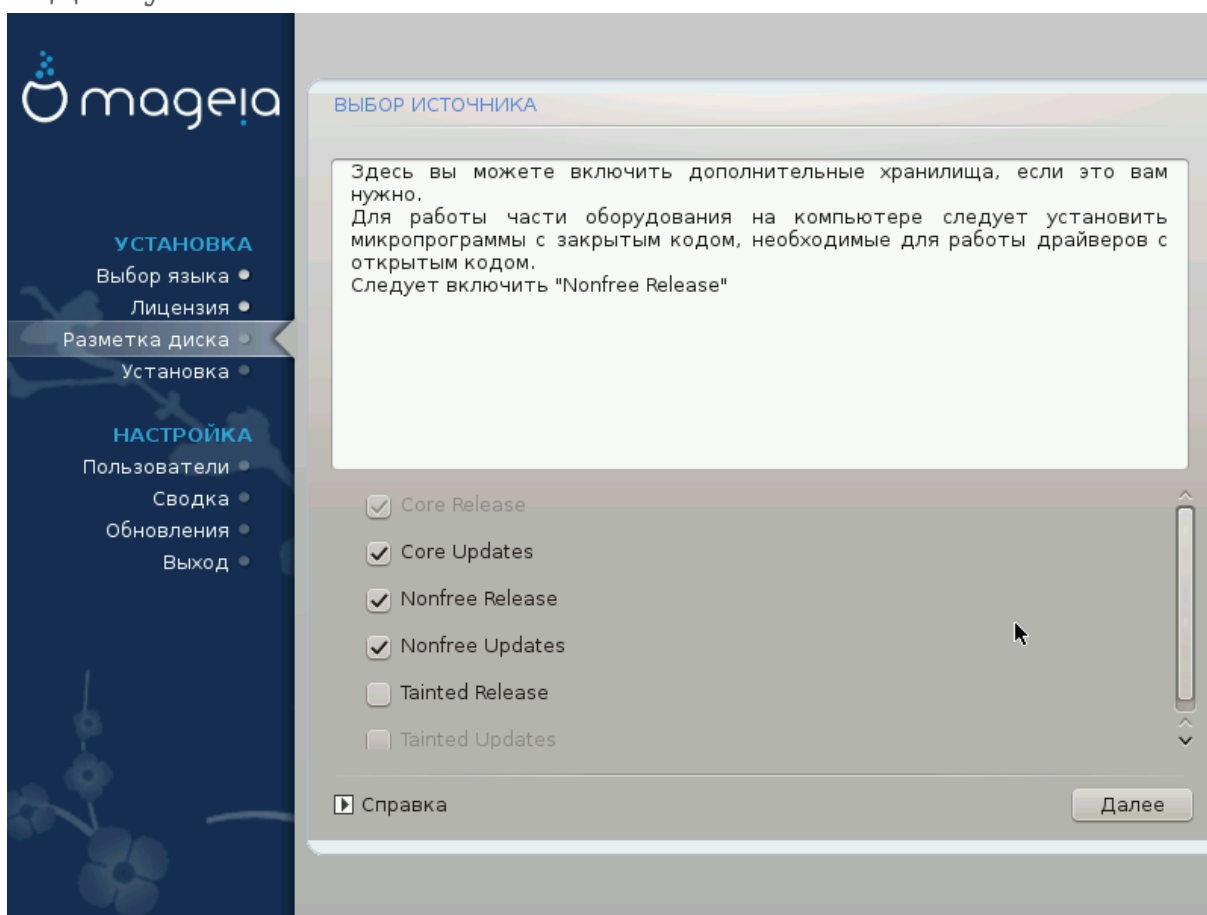 mageia
УСТАНОВКА
Выбор языка
Лицензия
Разметка диска
Установка
НАСТРОЙКА
Пользователи
Сводка
Обновления
Выход
ВЫБОР ИСТОЧНИКА
Здесь вы можете включить дополнительные хранилища, если это вам
нужно.
Для работы части оборудования на компьютере следует установить
микропрограммы с закрытым кодом, необходимые для работы драйверов с
открытым кодом.
Следует включить "Nonfree Release"
Core Release
Core Updates
Nonfree Release
Nonfree Updates
Tainted Release
Tainted Updates
Справка
Далее